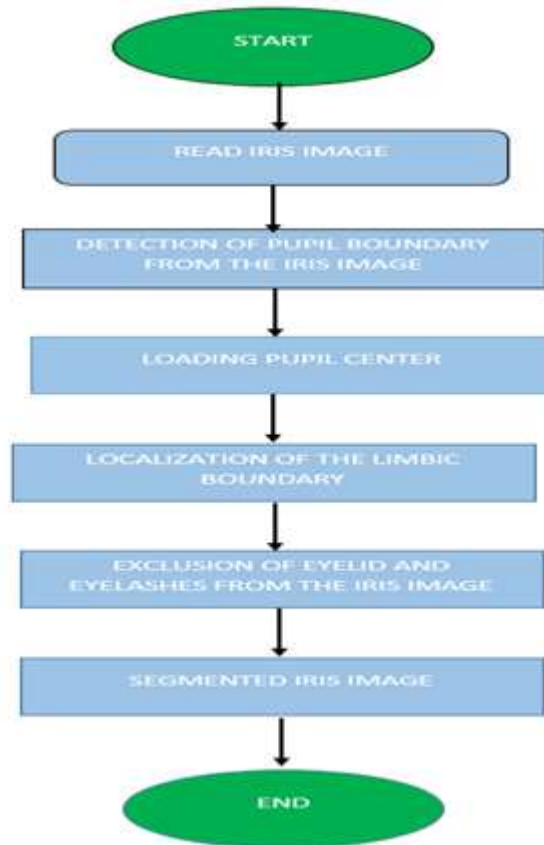 START
READ IRIS IMAGE
DETECTION OF PUPIL BOUNDARY
FROM THE IRIS IMAGE
LOADING PUPIL CENTER
LOCALIZATION OF THE LIMBIC
BOUNDARY
EXCLUSION OF EYELID AND
EYELASHES FROM THE IRIS IMAGE
SEGMENTED IRIS IMAGE
END